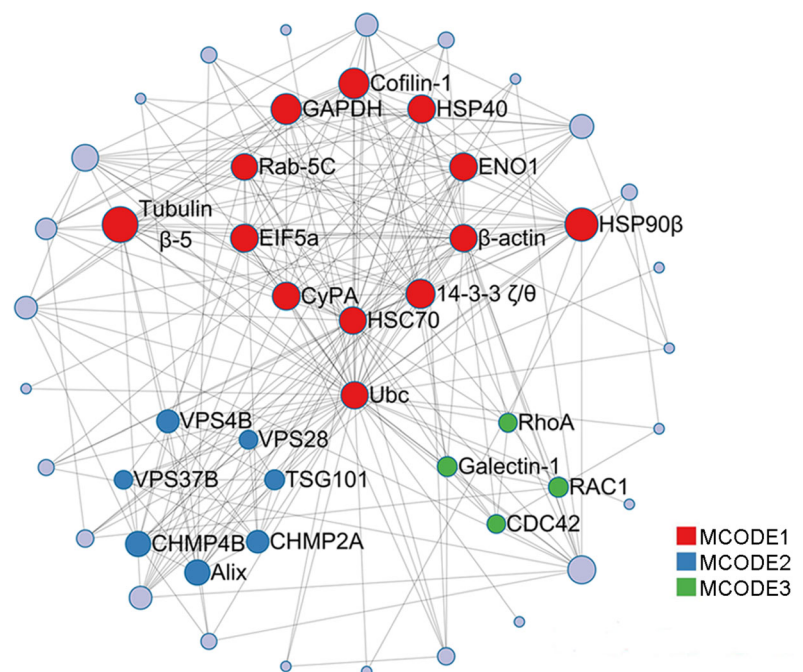 Cofilin-1
GAPDH
HSP40
Rab-5C
ENO1
Tubulin
β-5
EIF5a
β-actin
HSP90β
CyPA
14-3-3 ζ/θ
HSC70
Ubc
VPS4B
VPS28
RhoA
VPS37B
TSG101
Galectin-1
RAC1
CHMP4B
CHMP2A
CDC42
Alix
MCODE1
MCODE2
MCODE3